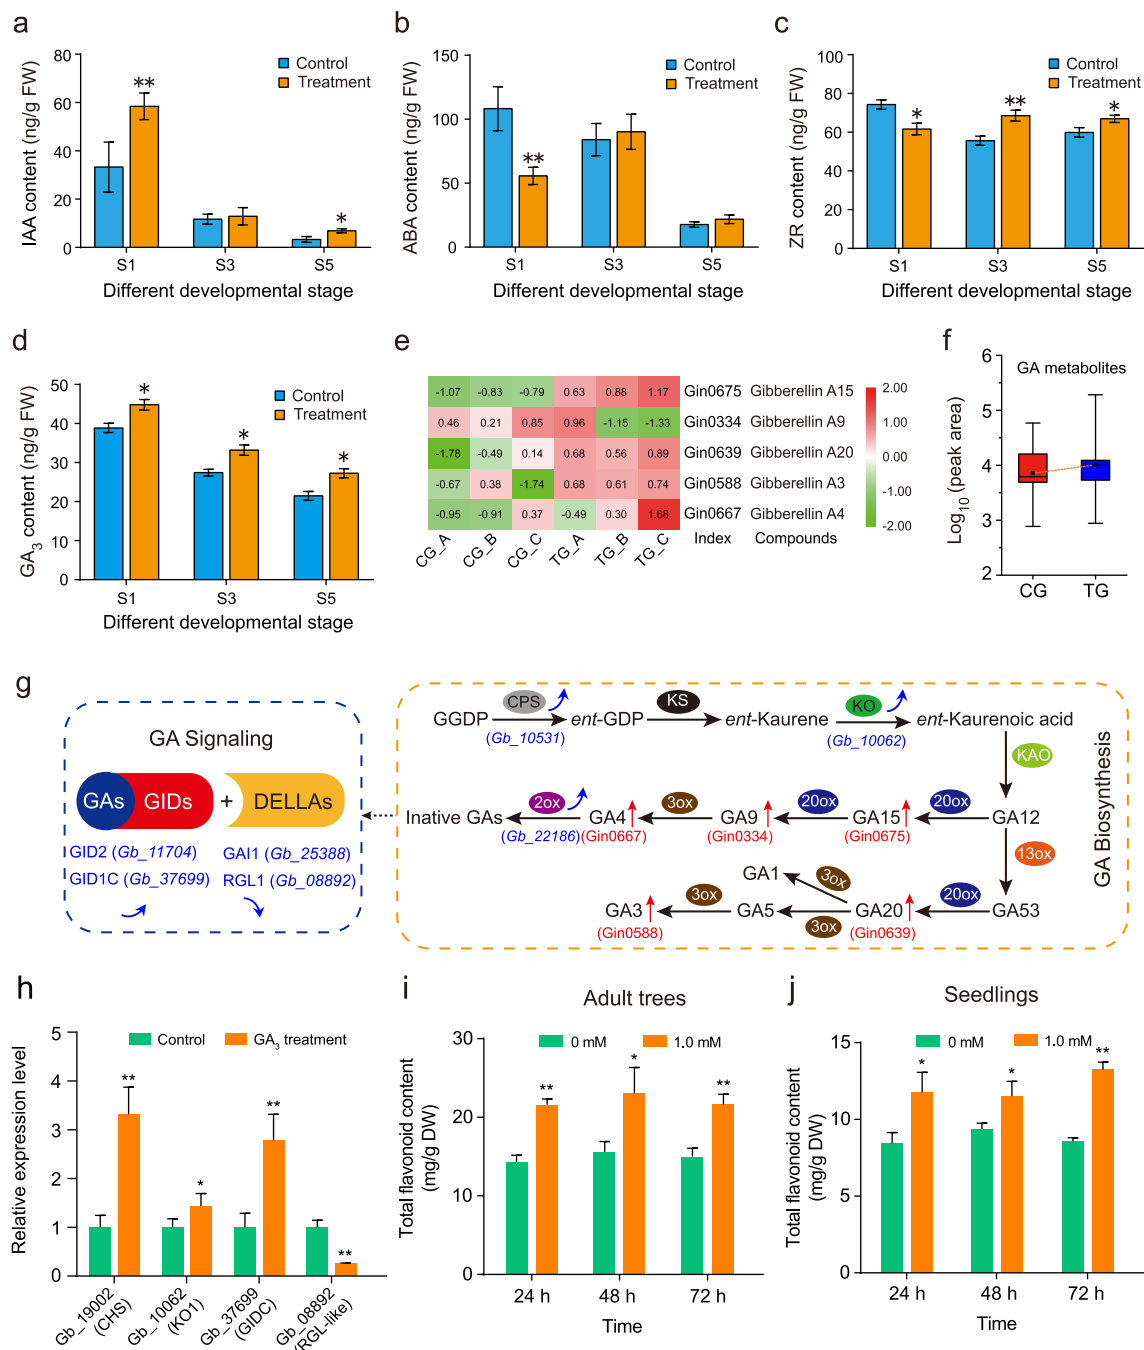 a
IAA content (ng/g FW)
80
60
40
20
0
Control
Treatment
**
*
S1 S3 S5
Different developmental stage
b
ABA content (ng/g FW)
150
100
50
0
Control
Treatment
**
S1 S3 S5
Different developmental stage
c
ZR content (ng/g FW)
100
80
60
40
20
0
Control
Treatment
* ** *
S1 S3 S5
Different developmental stage
d
GA3 content (ng/g FW)
50
40
30
20
10
0
Control
Treatment
* * *
S1 S3 S5
Different developmental stage
e
-1.07 -0.83 -0.79 0.63 0.88 1.17 Gin0675 Gibberellin A15
0.46 0.21 0.85 0.96 -1.15 -1.33 Gin0334 Gibberellin A9
-1.78 -0.49 0.14 0.68 0.56 0.89 Gin0639 Gibberellin A20
-0.67 0.38 -1.74 0.68 0.61 0.74 Gin0588 Gibberellin A3
-0.95 -0.91 0.37 -0.49 0.30 1.68 Gin0667 Gibberellin A4
CG_A CG_B CG_C TG_A TG_B TG_C Index Compounds
2.00
1.00
0.00
-1.00
-2.00
f
GA metabolites
Log10 (peak area)
6
5
4
3
2
CG TG
g
GA Signaling
GAs GIDs + DELLAs
GID2 (Gb_11704) GAI1 (Gb_25388)
GID1C (Gb_37699) RGL1 (Gb_08892)
GA Biosynthesis
GGDP CPS ent-GDP KS ent-Kaurene KO ent-Kaurenoic acid
(Gb_10531) (Gb_10062)
KAO
Inative GAs 2ox GA4 3ox GA9 20ox GA15 20ox GA12
(Gb_22186) (Gin0667) (Gin0334) (Gin0675)
13ox
GA1 3ox
GA3 3ox GA5 3ox GA20 20ox GA53
(Gin0588) (Gin0639)
h
Relative expression level
5
4
3
2
1
0
Control
GA3 treatment
** * ** **
Gb_19002 (CHS)
Gb_10062 (KO1)
Gb_37699 (GIDC)
Gb_08892 (RGL-like)
i
Adult trees
Total flavonoid content
(mg/g DW)
30
20
10
0
0 mM 1.0 mM
** * **
24 h 48 h 72 h
Time
j
Seedlings
Total flavonoid content
(mg/g DW)
15
10
5
0
0 mM 1.0 mM
* * **
24 h 48 h 72 h
Time